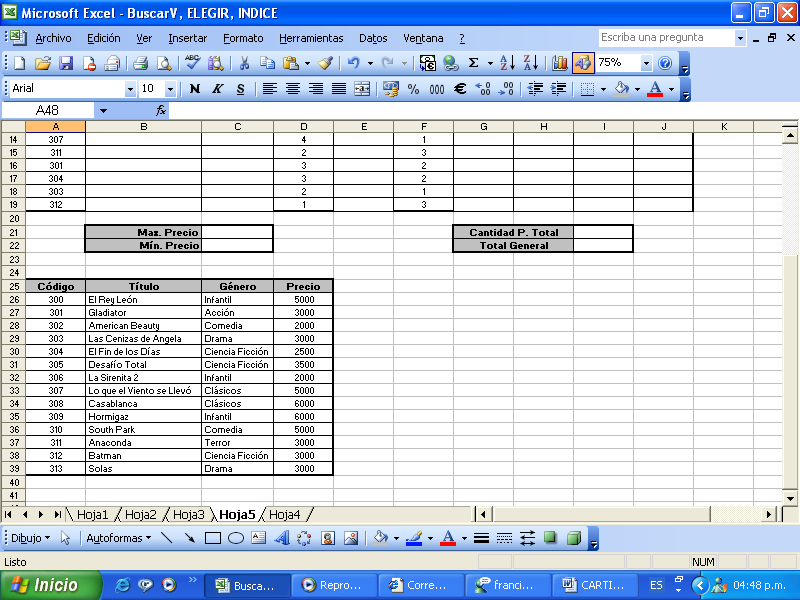 Microsoft Excel - BuscarV, ELEGIR, INDICE
Archivo Edición Ver Insertar Formato Herramientas Datos Ventana ? Escriba una pregunta
75%
Arial 10 N K S % 000 €
A48 fx
A B C D E F G H I J K
14 307 4 1
15 311 2 3
16 301 3 2
17 304 3 2
18 303 2 1
19 312 1 3
20
21 Max. Precio Cantidad P. Total
22 Mín. Precio Total General
23
24
25 Código Título Género Precio
26 300 El Rey León Infantil 5000
27 301 Gladiator Acción 3000
28 302 American Beauty Comedia 2000
29 303 Las Cenizas de Angela Drama 3000
30 304 El Fin de los Días Ciencia Ficción 2500
31 305 Desafío Total Ciencia Ficción 3500
32 306 La Sirenita 2 Infantil 2000
33 307 Lo que el Viento se Llevó Clásicos 5000
34 308 Casablanca Clásicos 6000
35 309 Hormigaz Infantil 6000
36 310 South Park Comedia 5000
37 311 Anaconda Terror 3000
38 312 Batman Ciencia Ficción 3000
39 313 Solas Drama 3000
40
41
Hoja1 Hoja2 Hoja3 Hoja5 Hoja4
Dibujo Autoformas
Listo NUM
Inicio Busca... Repro... Corre... franci... CARTI... ES 04:48 p.m.